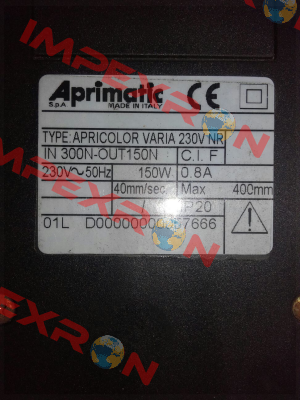 IMPEXRON
Aprimatic
S.p.A MADE IN ITALY CE
TYPE: APRICOLOR VARIA 230V NR
IN 300N-OUT150N C.I. F
230V~50Hz 150W. 0.8A
40mm/sec. Max 400mm
01L